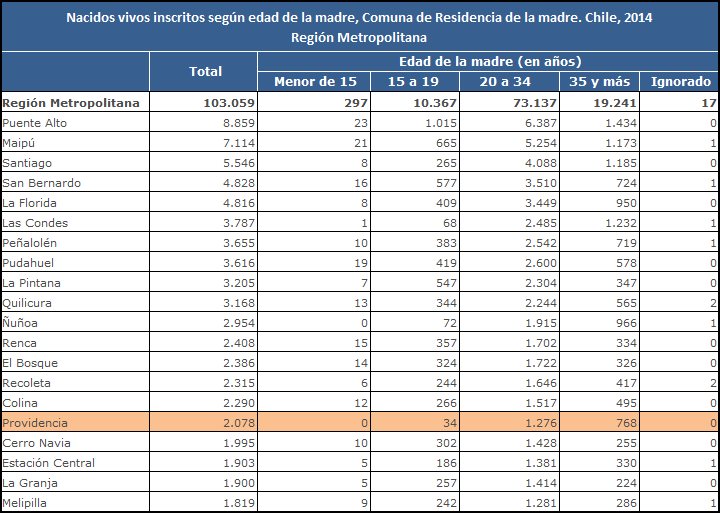 Nacidos vivos inscritos según edad de la madre, Comuna de Residencia de la madre. Chile, 2014
Región Metropolitana
Total Edad de la madre (en años)
Menor de 15 15 a 19 20 a 34 35 y más Ignorado
Región Metropolitana 103.059 297 10.367 73.137 19.241 17
Puente Alto 8.859 23 1.015 6.387 1.434 0
Maipú 7.114 21 665 5.254 1.173 1
Santiago 5.546 8 265 4.088 1.185 0
San Bernardo 4.828 16 577 3.510 724 1
La Florida 4.816 8 409 3.449 950 0
Las Condes 3.787 1 68 2.485 1.232 1
Peñalolén 3.655 10 383 2.542 719 1
Pudahuel 3.616 19 419 2.600 578 0
La Pintana 3.205 7 547 2.304 347 0
Quilicura 3.168 13 344 2.244 565 2
Ñuñoa 2.954 0 72 1.915 966 1
Renca 2.408 15 357 1.702 334 0
El Bosque 2.386 14 324 1.722 326 0
Recoleta 2.315 6 244 1.646 417 2
Colina 2.290 12 266 1.517 495 0
Providencia 2.078 0 34 1.276 768 0
Cerro Navia 1.995 10 302 1.428 255 0
Estación Central 1.903 5 186 1.381 330 1
La Granja 1.900 5 257 1.414 224 0
Melipilla 1.819 9 242 1.281 286 1